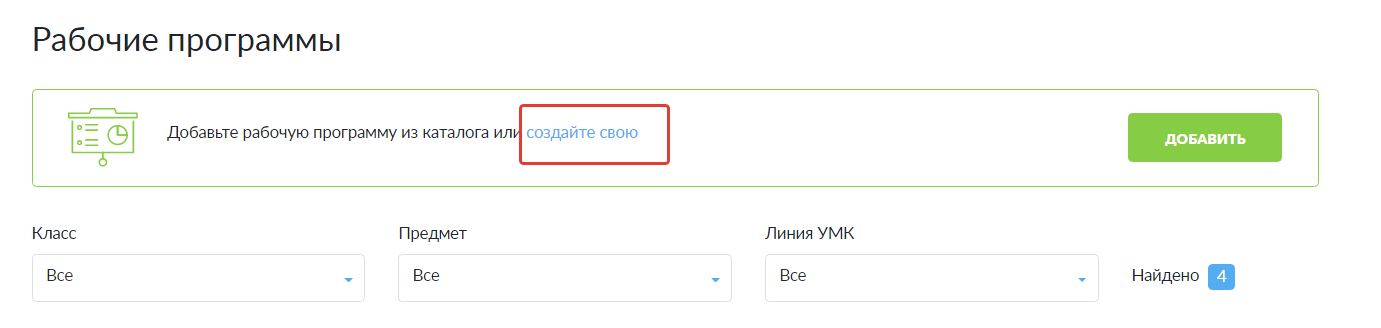 Рабочие программы
Добавьте рабочую программу из каталога или создайте свою
ДОБАВИТЬ
Класс Предмет Линия УМК
Все Все Все Найдено 4